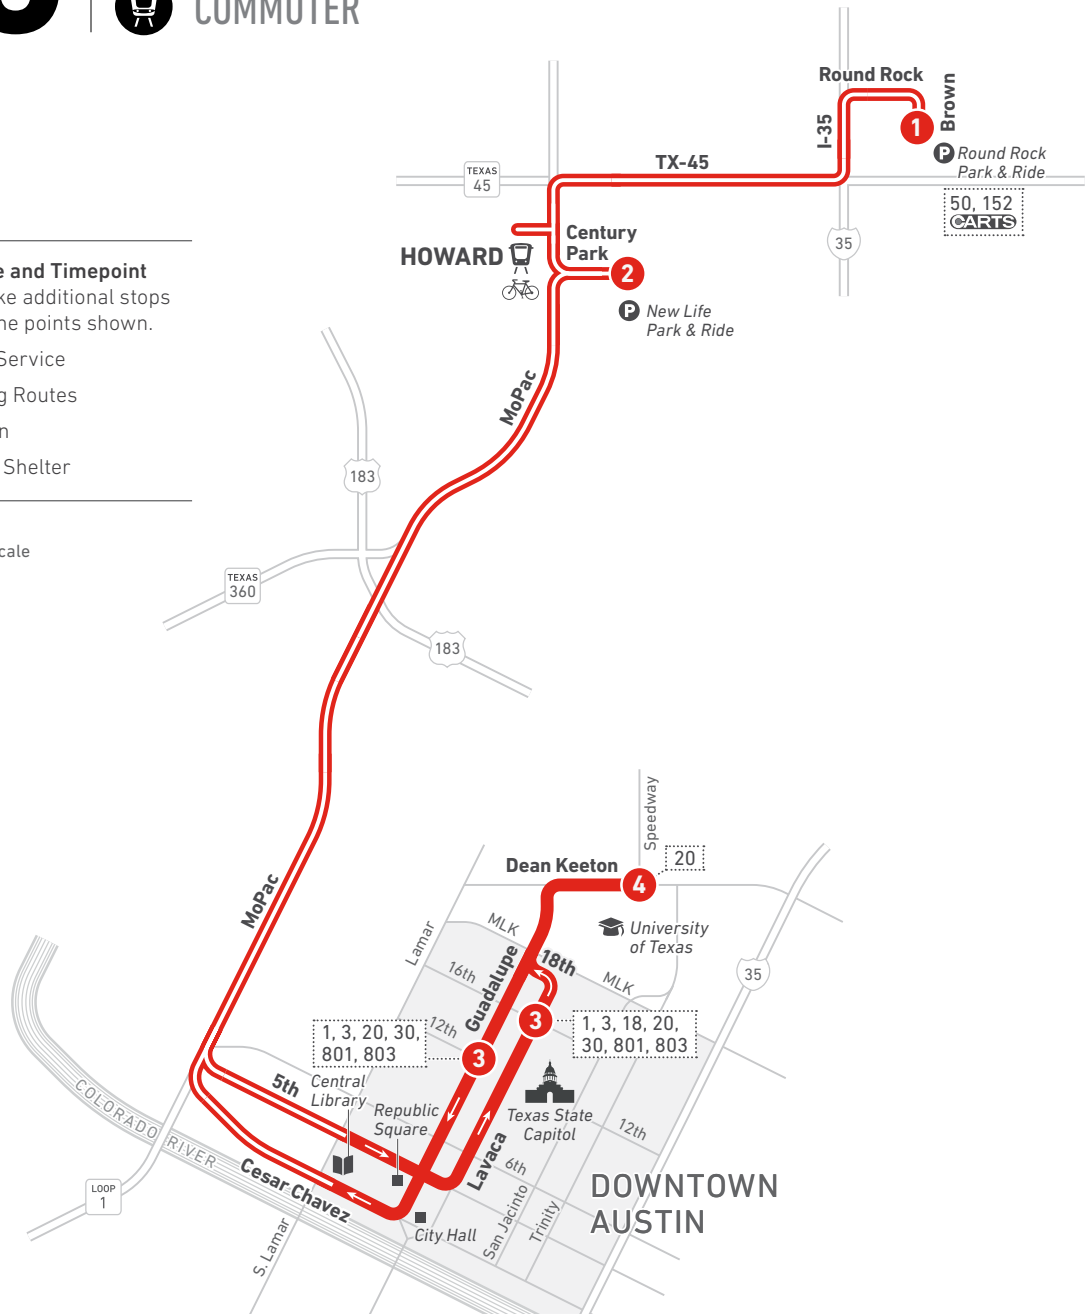 COMMUTER
Round Rock
Brown
I-35
1
P Round Rock
Park & Ride
TX-45
TEXAS
45
50, 152
CARTS
35
HOWARD
Century
Park
2
P New Life
Park & Ride
e and Timepoint
ke additional stops
ne points shown.
Service
g Routes
n
Shelter
cale
MoPac
183
TEXAS
360
183
Speedway
Dean Keeton
4
20
MoPac
Lamar
MLK
University
of Texas
18th
Guadalupe
16th
MLK
35
12th
1, 3, 20, 30,
801, 803
3
3
1, 3, 18, 20,
30, 801, 803
5th
Central
Library
Republic
Square
Texas State
Capitol
12th
COLORADO RIVER
Lavaca
6th
Cesar Chavez
LOOP
1
DOWNTOWN
AUSTIN
City Hall
San Jacinto
Trinity
S. Lamar